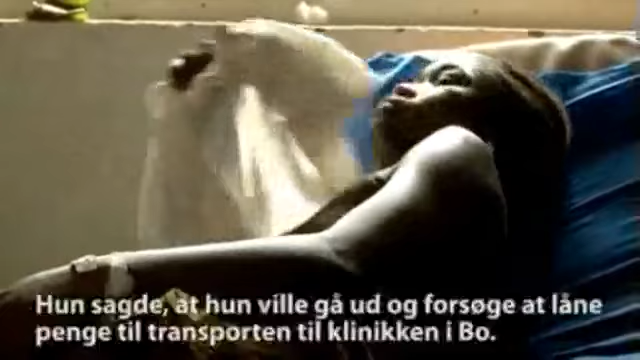 Hun sagde, at hun ville gå ud og forsøge at låne
penge til transporten til klinikken i Bo.